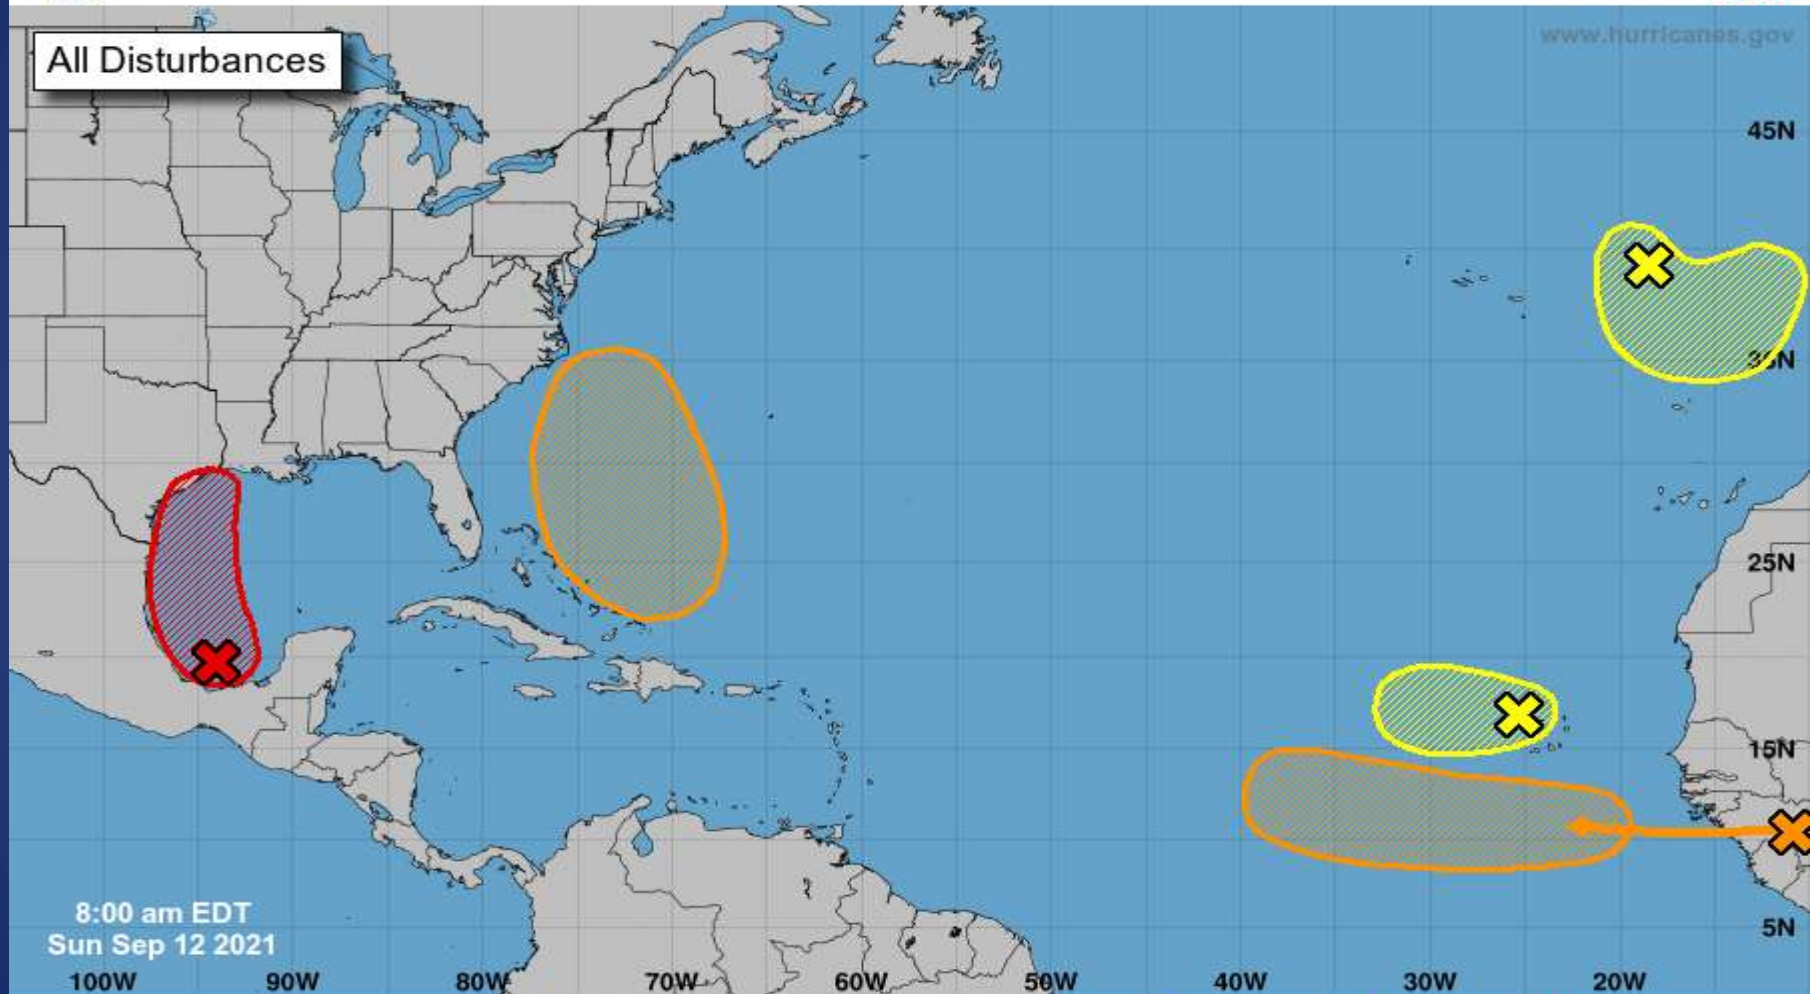 All Disturbances
www.hurricanes.gov
45N
35N
25N
15N
5N
8:00 am EDT
Sun Sep 12 2021
100W 90W 80W 70W 60W 50W 40W 30W 20W